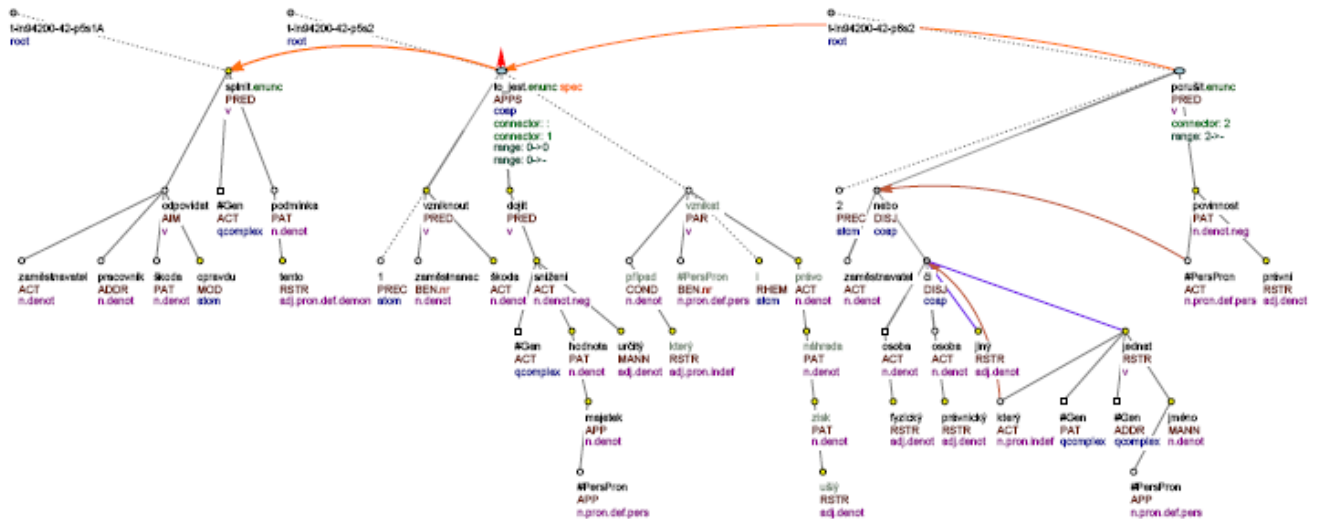 t-ln94200-42-p5s1A
root
t-ln94200-42-p5s2
root
t-ln94200-42-p6s2
root
splnit.enunc
PRED
v
to_jest.enunc spec
APPS
coap
connector: :
connector: 1
range: 0->0
range: 0->-
porušit.enunc
PRED
v
connector: 2
range: 2->-
odpovídat
AIM
v
#Gen
ACT
qcomplex
podmínka
PAT
n.denot
vzniknout
PRED
v
dojít
PRED
v
vznikat
PAR
v
2
PREC
atom
nebo
DISJ
coap
povinnost
PAT
n.denot.neg
zaměstnavatel
ACT
n.denot
pracovník
ADDR
n.denot
škoda
PAT
n.denot
opravdu
MOD
atom
tento
RSTR
adj.pron.def.demon
1
PREC
atom
zaměstnanec
BEN.nr
n.denot
škoda
ACT
n.denot
snížení
ACT
n.denot.neg
případ
COND
n.denot
#PersPron
BEN.nr
n.pron.def.pers
i
RHEM
atom
právo
ACT
n.denot
zaměstnavatel
ACT
n.denot
či
DISJ
coap
#PersPron
ACT
n.pron.def.pers
právní
RSTR
adj.denot
#Gen
ACT
qcomplex
hodnota
PAT
n.denot
určitý
MANN
adj.denot
který
RSTR
adj.pron.indef
náhrada
PAT
n.denot
osoba
ACT
n.denot
osoba
ACT
n.denot
jiný
RSTR
adj.denot
jednat
RSTR
v
majetek
APP
n.denot
zisk
PAT
n.denot
fyzický
RSTR
adj.denot
právnický
RSTR
adj.denot
který
ACT
n.pron.indef
#Gen
PAT
qcomplex
#Gen
ADDR
qcomplex
jméno
MANN
n.denot
#PersPron
APP
n.pron.def.pers
ušlý
RSTR
adj.denot
#PersPron
APP
n.pron.def.pers